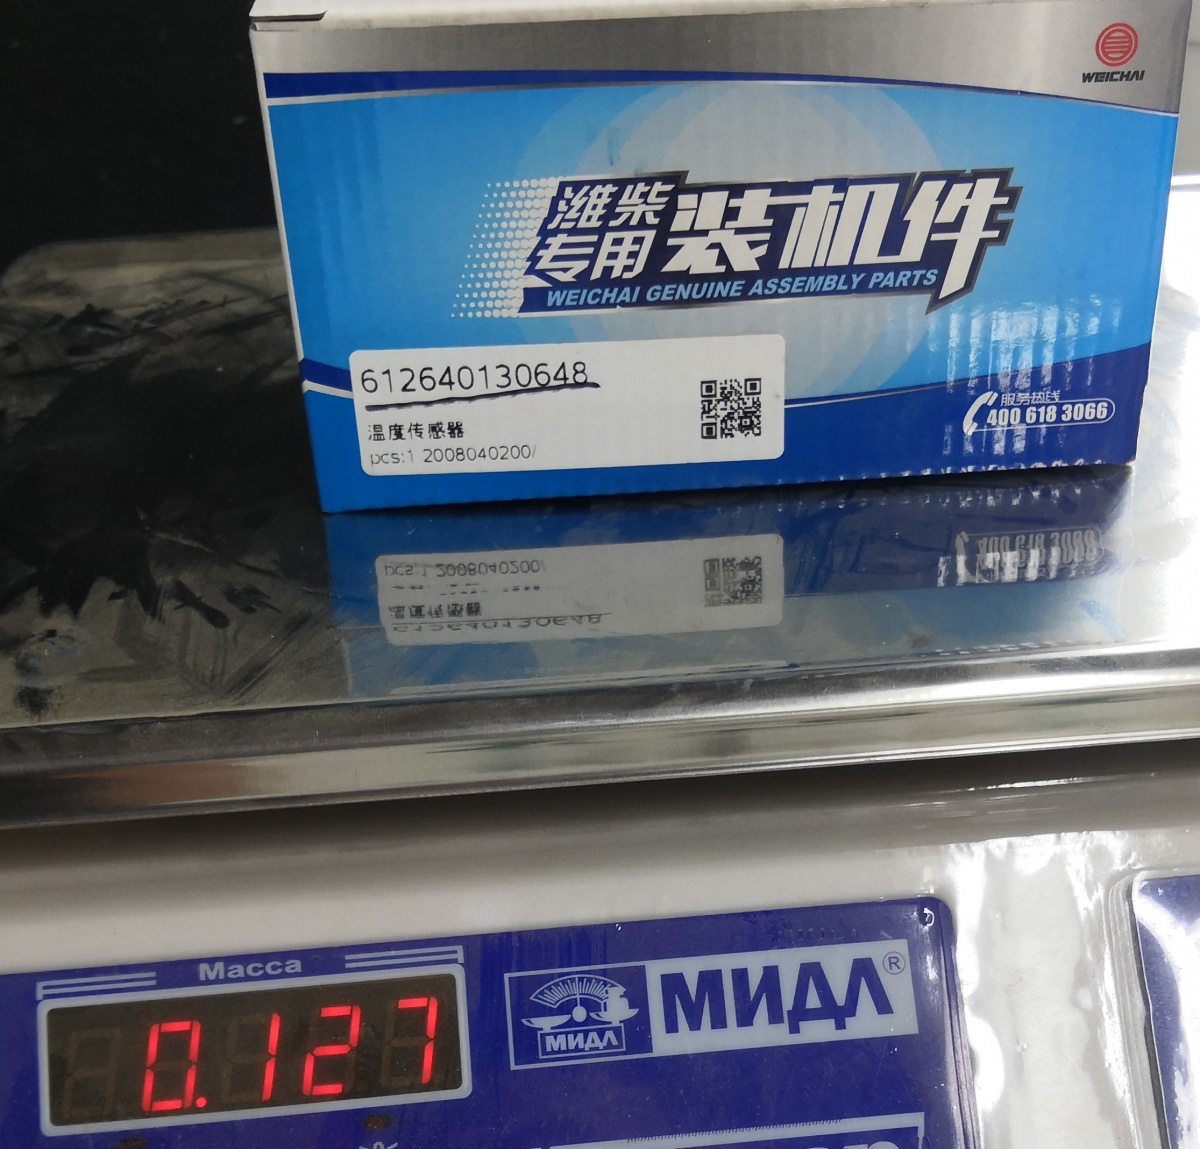 WEICHAI
潍柴
专用
装机件
WEICHAI GENUINE ASSEMBLY PARTS
612640130648
温度传感器
pcs:1 2008040200/
服务热线
400 618 3066
Масса
0.127
МИДЛ
МИДЛ®